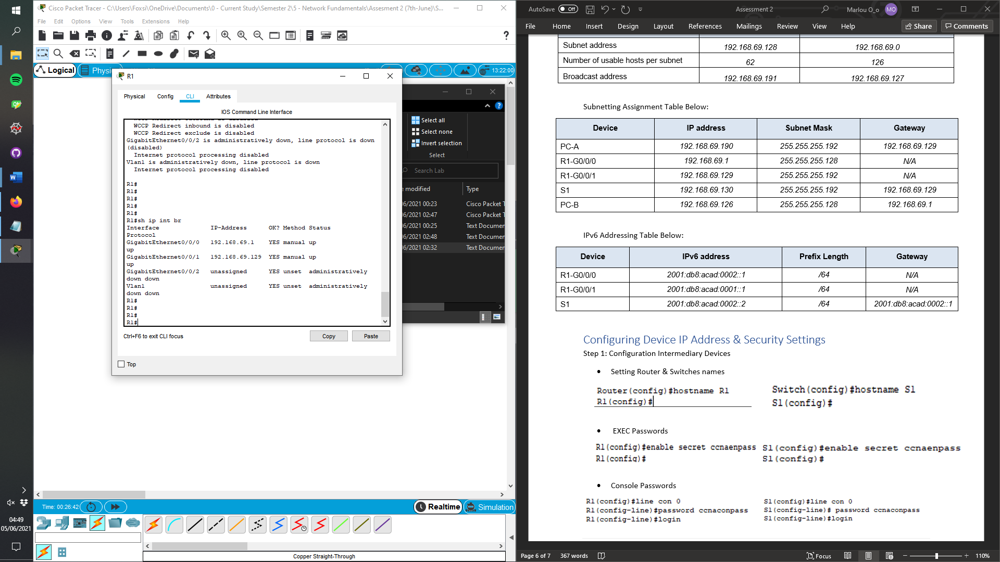 Cisco Packet Tracer - C:\Users\Foxsi\OneDrive\Documents\0 - Current Study\Semester 2\5 - Network Fundamentals\Assesment 2 (7th-June)\S...
File Edit Options View Tools Extensions Help
Logical
13:22:00
R1
Physical Config CLI Attributes
IOS Command Line Interface
WCCP Redirect inbound is disabled
WCCP Redirect exclude is disabled
GigabitEthernet0/0/2 is administratively down, line protocol is down
(disabled)
Internet protocol processing disabled
Vlan1 is administratively down, line protocol is down
Internet protocol processing disabled
R1#
R1#
R1#
R1#
R1#
R1#sh ip int br
Interface IP-Address OK? Method Status
Protocol
GigabitEthernet0/0/0 192.168.69.1 YES manual up
up
GigabitEthernet0/0/1 192.168.69.129 YES manual up
up
GigabitEthernet0/0/2 unassigned YES unset administratively
down down
Vlan1 unassigned YES unset administratively
down down
R1#
R1#
R1#
R1#
Ctrl+F6 to exit CLI focus
Copy Paste
Top
Select all
Select none
Invert selection
Select
Search Lab
modified Type
06/2021 00:23 Cisco Packet
06/2021 02:47 Cisco Packet
06/2021 00:25 Text
06/2021 02:48 Text
06/2021 02:32 Text
Time: 00:26:42
Realtime Simulation
Copper Straight-Through
04:49
05/06/2021
AutoSave Off
Assessment 2
Marlou O_o MO
File Home Insert Design Layout References Mailings Review View Help
Share Comments
Subnet address 192.168.69.128 192.168.69.0
Number of usable hosts per subnet 62 126
Broadcast address 192.168.69.191 192.168.69.127
Subnetting Assignment Table Below:
Device IP address Subnet Mask Gateway
PC-A 192.168.69.190 255.255.255.192 192.168.69.129
R1-G0/0/0 192.168.69.1 255.255.255.128 N/A
R1-G0/0/1 192.168.69.129 255.255.255.192 N/A
S1 192.168.69.130 255.255.255.192 192.168.69.129
PC-B 192.168.69.126 255.255.255.128 192.168.69.1
IPv6 Addressing Table Below:
Device IPv6 address Prefix Length Gateway
R1-G0/0/0 2001:db8:acad:0002::1 /64 N/A
R1-G0/0/1 2001:db8:acad:0001::1 /64 N/A
S1 2001:db8:acad:0002::2 /64 2001:db8:acad:0002::1
Configuring Device IP Address & Security Settings
Step 1: Configuration Intermediary Devices
• Setting Router & Switches names
Router(config)#hostname R1
R1(config)#
Switch(config)#hostname S1
S1(config)#
• EXEC Passwords
R1(config)#enable secret ccnaenpass
R1(config)#
S1(config)#enable secret ccnaenpass
S1(config)#
• Console Passwords
R1(config)#line con 0
R1(config-line)#password ccnaconpass
R1(config-line)#login
S1(config)#line con 0
S1(config-line)# password ccnaconpass
S1(config-line)#login
Page 6 of 7 367 words
Focus
110%